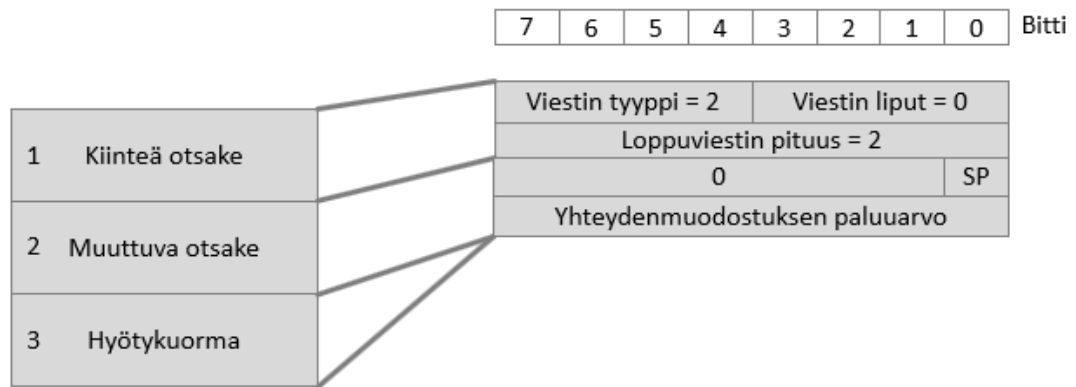 7 6 5 4 3 2 1 0 Bitti
Viestin tyyppi = 2 Viestin liput = 0
Loppuviestin pituus = 2
0 SP
Yhteydenmuodostuksen paluuarvo
1 Kiinteä otsake
2 Muuttuva otsake
3 Hyötykuorma